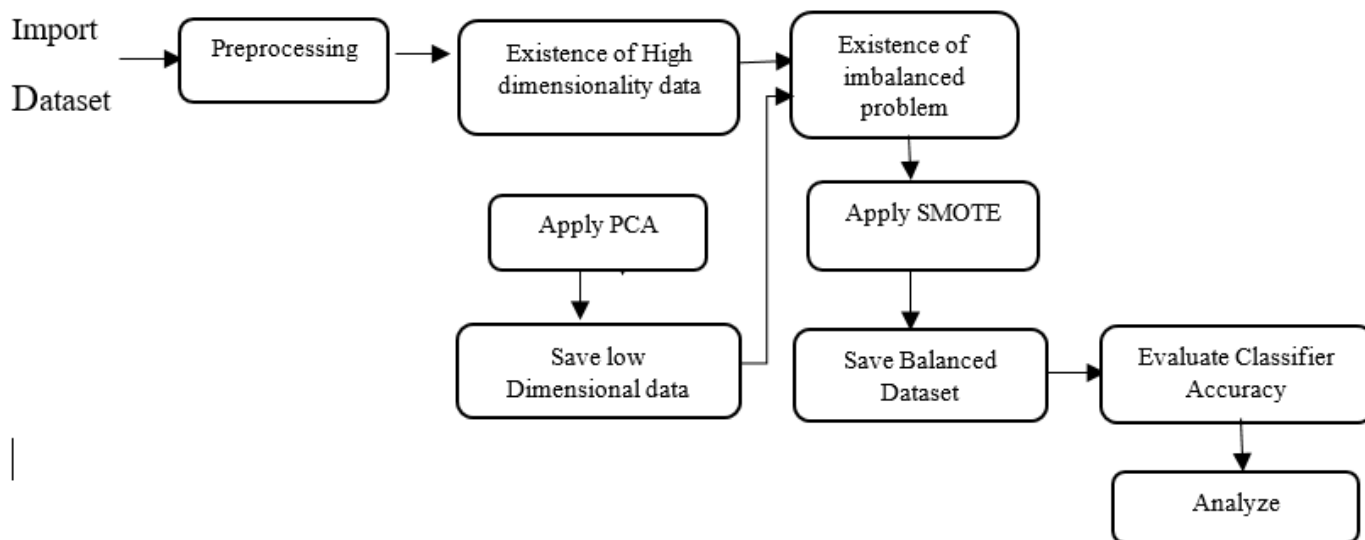 Import
Dataset
Preprocessing
Existence of High
dimensionality data
Existence of
imbalanced
problem
Apply PCA
Apply SMOTE
Save low
Dimensional data
Save Balanced
Dataset
Evaluate Classifier
Accuracy
Analyze